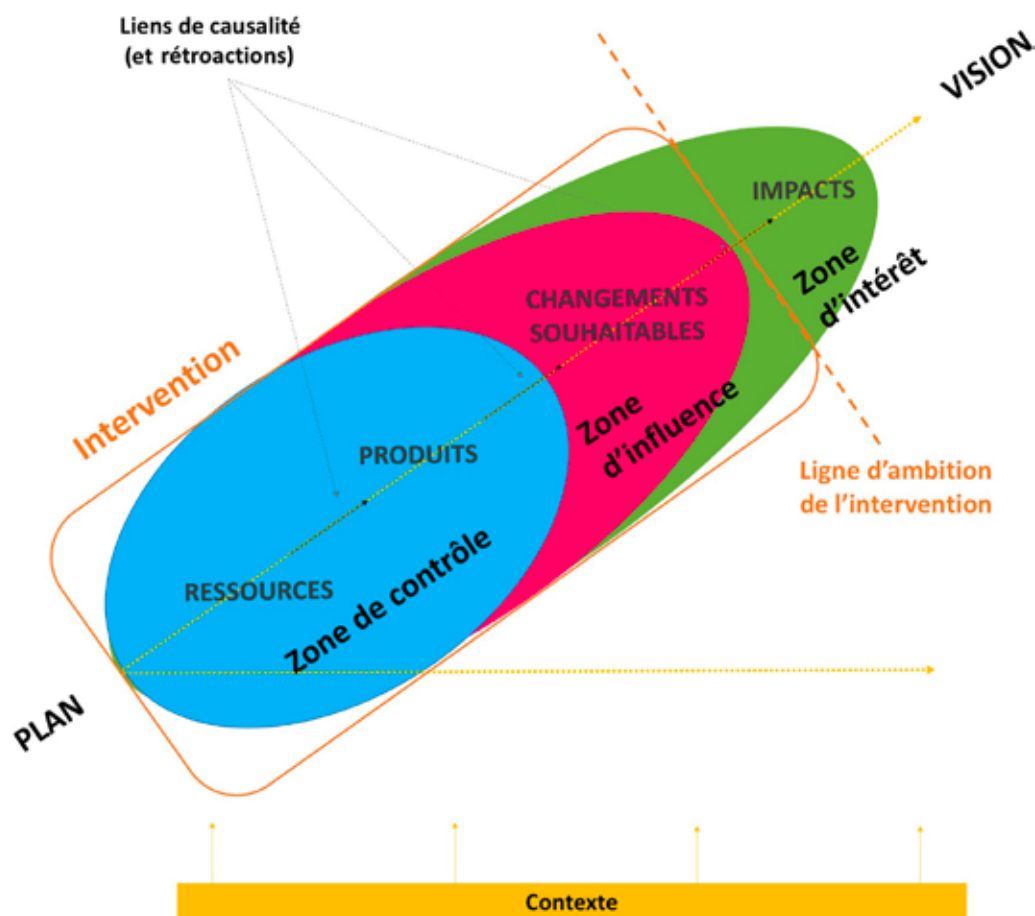 Liens de causalité
(et rétroactions)
VISION
IMPACTS
Zone
d'intérêt
CHANGEMENTS
SOUHAITABLES
Intervention
Zone
d'influence
PRODUITS
Ligne d'ambition
de l'intervention
RESSOURCES
Zone de contrôle
PLAN
Contexte